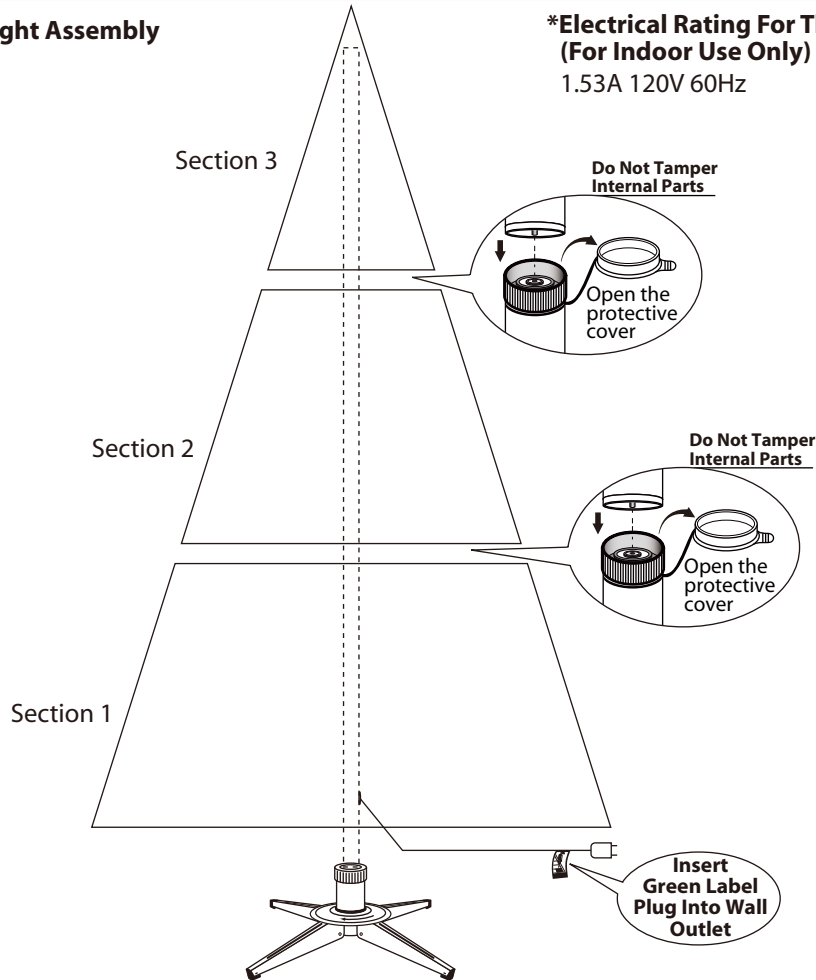 ght Assembly
*Electrical Rating For T
(For Indoor Use Only)
1.53A 120V 60Hz
Section 3
Do Not Tamper
Internal Parts
Open the
protective
cover
Section 2
Do Not Tamper
Internal Parts
Open the
protective
cover
Section 1
Insert
Green Label
Plug Into Wall
Outlet